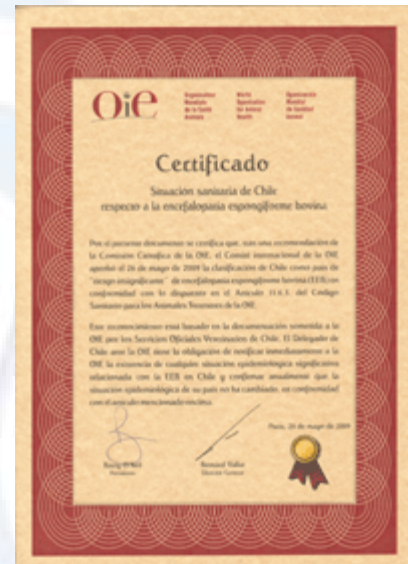 OiE
Organisation
Mondiale
de la Santé
Animale
World
Organisation
for Animal
Health
Organización
Mundial
de Sanidad
Animal
Certificado
Situación sanitaria de Chile
respecto a la encefalopatía espongiforme bovina
Por el presente documento se certifica que, tras una recomendación de
la Comisión Científica de la OIE, el Comité Internacional de la OIE
aprobó el 26 de mayo de 2009 la clasificación de Chile como país de
"riesgo insignificante" de encefalopatía espongiforme bovina (EEB) en
conformidad con lo dispuesto en el Artículo 11.6.3. del Código
Sanitario para los Animales Terrestres de la OIE.
Este reconocimiento está basado en la documentación sometida a la
OIE por los Servicios Oficiales Veterinarios de Chile. El Delegado de
Chile ante la OIE tiene la obligación de notificar inmediatamente a la
OIE la existencia de cualquier situación epidemiológica significativa
relacionada con la EEB en Chile y confirmar anualmente que la
situación epidemiológica de su país no ha cambiado, en conformidad
con el artículo mencionado encima.
París, de mayo de 2009
Barry O'Neil
Presidente
Bernard Vallat
Director General